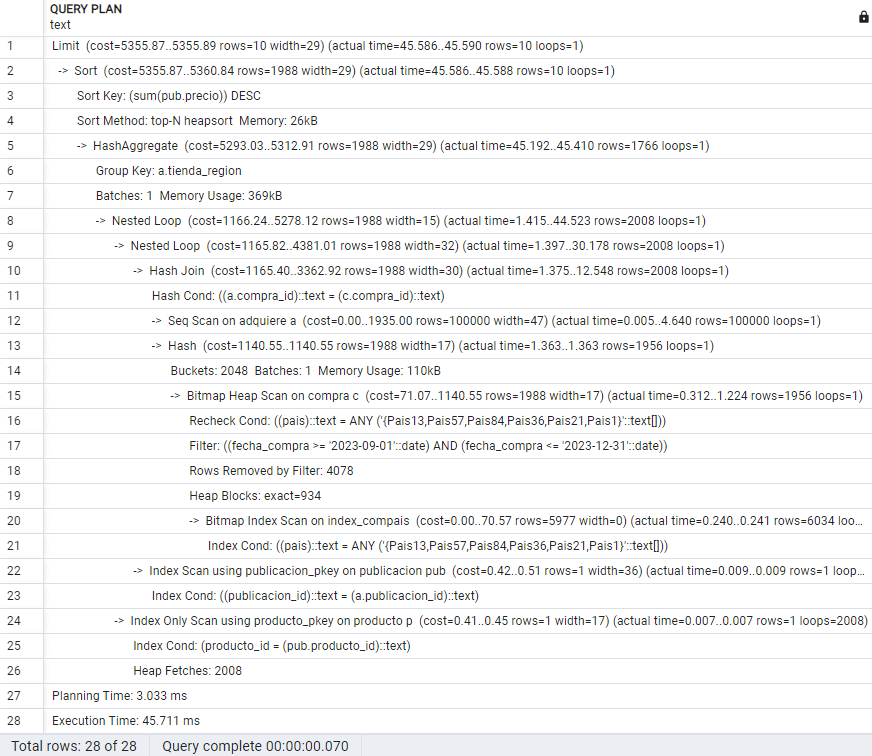 QUERY PLAN
text
1 Limit (cost=5355.87..5355.89 rows=10 width=29) (actual time=45.586..45.590 rows=10 loops=1)
2 -> Sort (cost=5355.87..5360.84 rows=1988 width=29) (actual time=45.586..45.588 rows=10 loops=1)
3 Sort Key: (sum(pub.precio)) DESC
4 Sort Method: top-N heapsort Memory: 26kB
5 -> HashAggregate (cost=5293.03..5312.91 rows=1988 width=29) (actual time=45.192..45.410 rows=1766 loops=1)
6 Group Key: a.tienda_region
7 Batches: 1 Memory Usage: 369kB
8 -> Nested Loop (cost=1166.24..5278.12 rows=1988 width=15) (actual time=1.415..44.523 rows=2008 loops=1)
9 -> Nested Loop (cost=1165.82..4381.01 rows=1988 width=32) (actual time=1.397..30.178 rows=2008 loops=1)
10 -> Hash Join (cost=1165.40..3362.92 rows=1988 width=30) (actual time=1.375..12.548 rows=2008 loops=1)
11 Hash Cond: ((a.compra_id)::text = (c.compra_id)::text)
12 -> Seq Scan on adquiere a (cost=0.00..1935.00 rows=100000 width=47) (actual time=0.005..4.640 rows=100000 loops=1)
13 -> Hash (cost=1140.55..1140.55 rows=1988 width=17) (actual time=1.363..1.363 rows=1956 loops=1)
14 Buckets: 2048 Batches: 1 Memory Usage: 110kB
15 -> Bitmap Heap Scan on compra c (cost=71.07..1140.55 rows=1988 width=17) (actual time=0.312..1.224 rows=1956 loops=1)
16 Recheck Cond: ((pais)::text = ANY ('{Pais13,Pais57,Pais84,Pais36,Pais21,Pais1}'::text[]))
17 Filter: ((fecha_compra >= '2023-09-01'::date) AND (fecha_compra <= '2023-12-31'::date))
18 Rows Removed by Filter: 4078
19 Heap Blocks: exact=934
20 -> Bitmap Index Scan on index_compais (cost=0.00..70.57 rows=5977 width=0) (actual time=0.240..0.241 rows=6034 loo...
21 Index Cond: ((pais)::text = ANY ('{Pais13,Pais57,Pais84,Pais36,Pais21,Pais1}'::text[]))
22 -> Index Scan using publicacion_pkey on publicacion pub (cost=0.42..0.51 rows=1 width=36) (actual time=0.009..0.009 rows=1 loop...
23 Index Cond: ((publicacion_id)::text = (a.publicacion_id)::text)
24 -> Index Only Scan using producto_pkey on producto p (cost=0.41..0.45 rows=1 width=17) (actual time=0.007..0.007 rows=1 loops=2008)
25 Index Cond: (producto_id = (pub.producto_id)::text)
26 Heap Fetches: 2008
27 Planning Time: 3.033 ms
28 Execution Time: 45.711 ms
Total rows: 28 of 28 Query complete 00:00:00.070